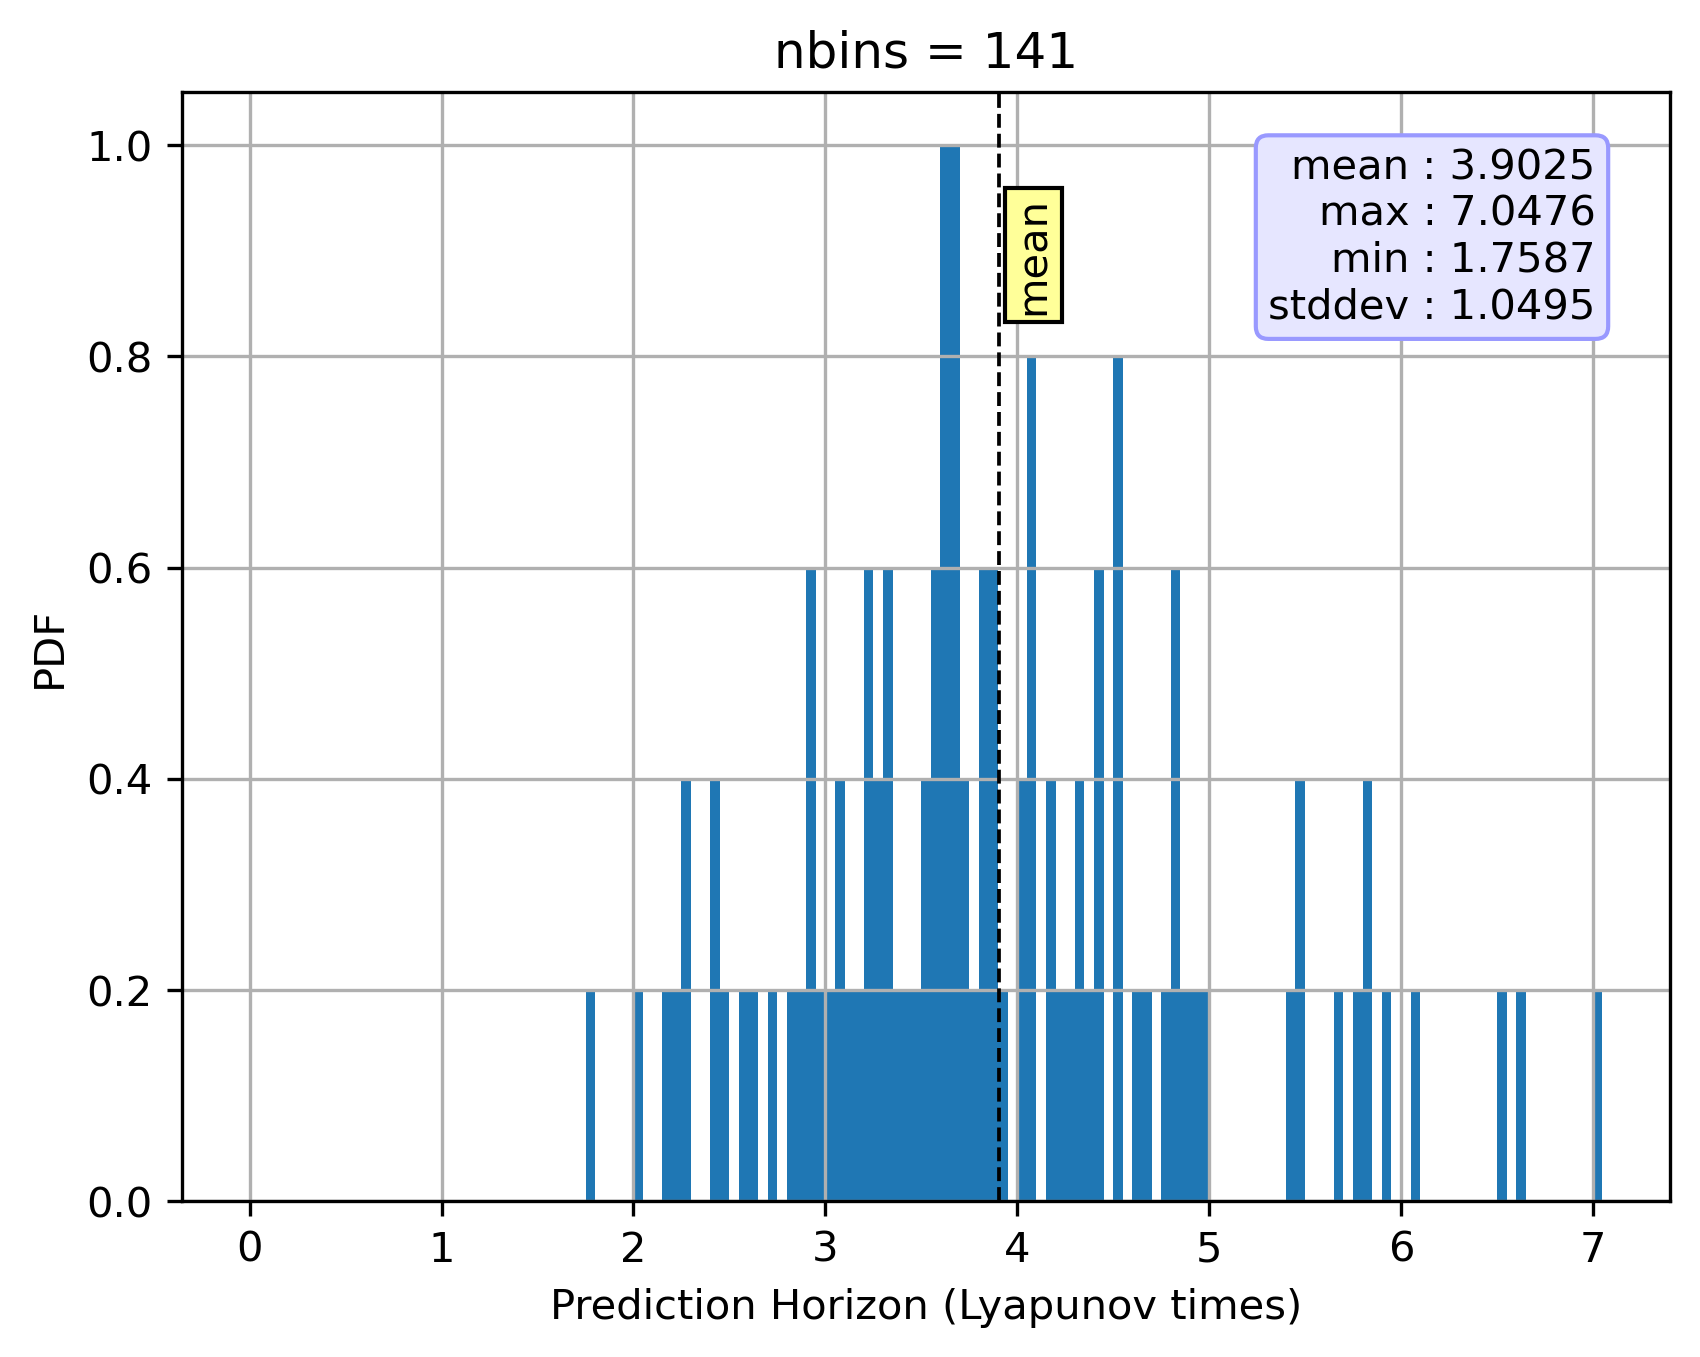 nbins = 141
mean : 3.9025
max : 7.0476
min : 1.7587
stddev : 1.0495
mean
PDF
1.0
0.8
0.6
0.4
0.2
0.0
0 1 2 3 4 5 6 7
Prediction Horizon (Lyapunov times)